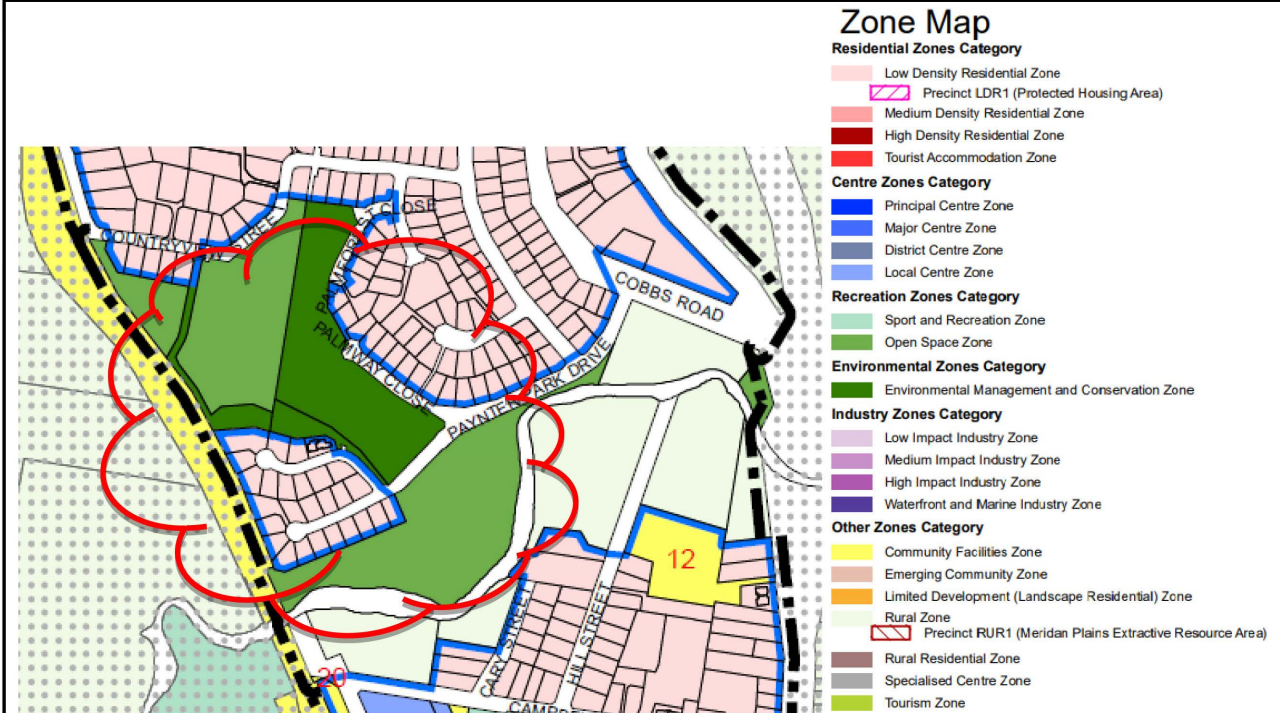 Zone Map
Residential Zones Category
Low Density Residential Zone
Precinct LDR1 (Protected Housing Area)
Medium Density Residential Zone
High Density Residential Zone
Tourist Accommodation Zone
Centre Zones Category
Principal Centre Zone
Major Centre Zone
District Centre Zone
Local Centre Zone
Recreation Zones Category
Sport and Recreation Zone
Open Space Zone
Environmental Zones Category
Environmental Management and Conservation Zone
Industry Zones Category
Low Impact Industry Zone
Medium Impact Industry Zone
High Impact Industry Zone
Waterfront and Marine Industry Zone
Other Zones Category
Community Facilities Zone
Emerging Community Zone
Limited Development (Landscape Residential) Zone
Rural Zone
Precinct RUR1 (Meridan Plains Extractive Resource Area)
Rural Residential Zone
Specialised Centre Zone
Tourism Zone
COUNTRYVIEW STREE
PALM FOREST CLOSE
COBBS ROAD
PALMWAY CLOSE
PAYNTER PARK DRIVE
12
CARY STREET
HILL STREET
20